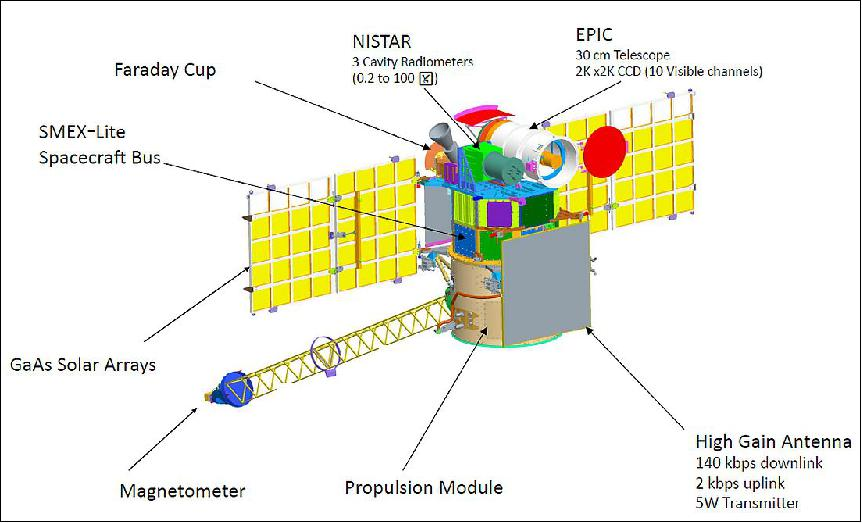 NISTAR
3 Cavity Radiometers
(0.2 to 100 )
EPIC
30 cm Telescope
2K x2K CCD (10 Visible channels)
Faraday Cup
SMEX-Lite
Spacecraft Bus
GaAs Solar Arrays
Magnetometer
Propulsion Module
High Gain Antenna
140 kbps downlink
2 kbps uplink
5W Transmitter